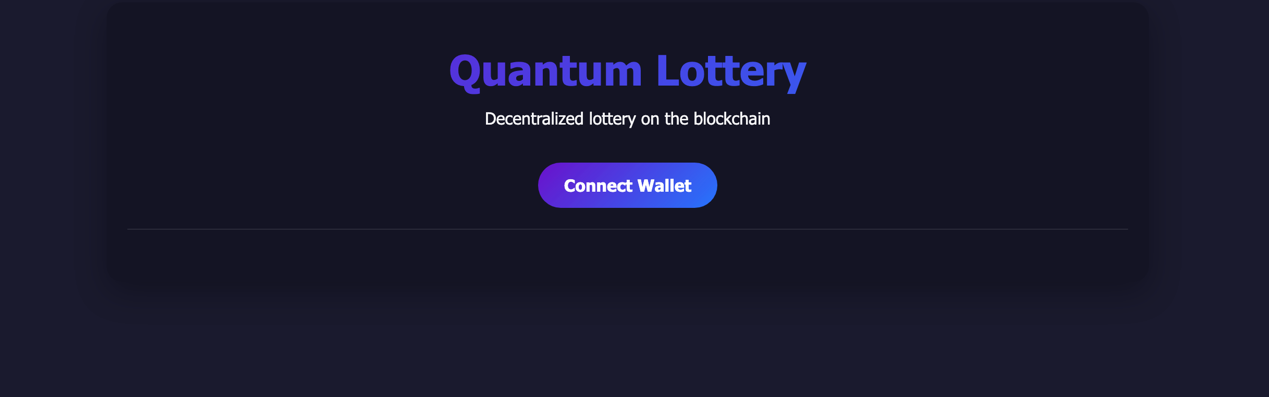 Quantum Lottery
Decentralized lottery on the blockchain
Connect Wallet